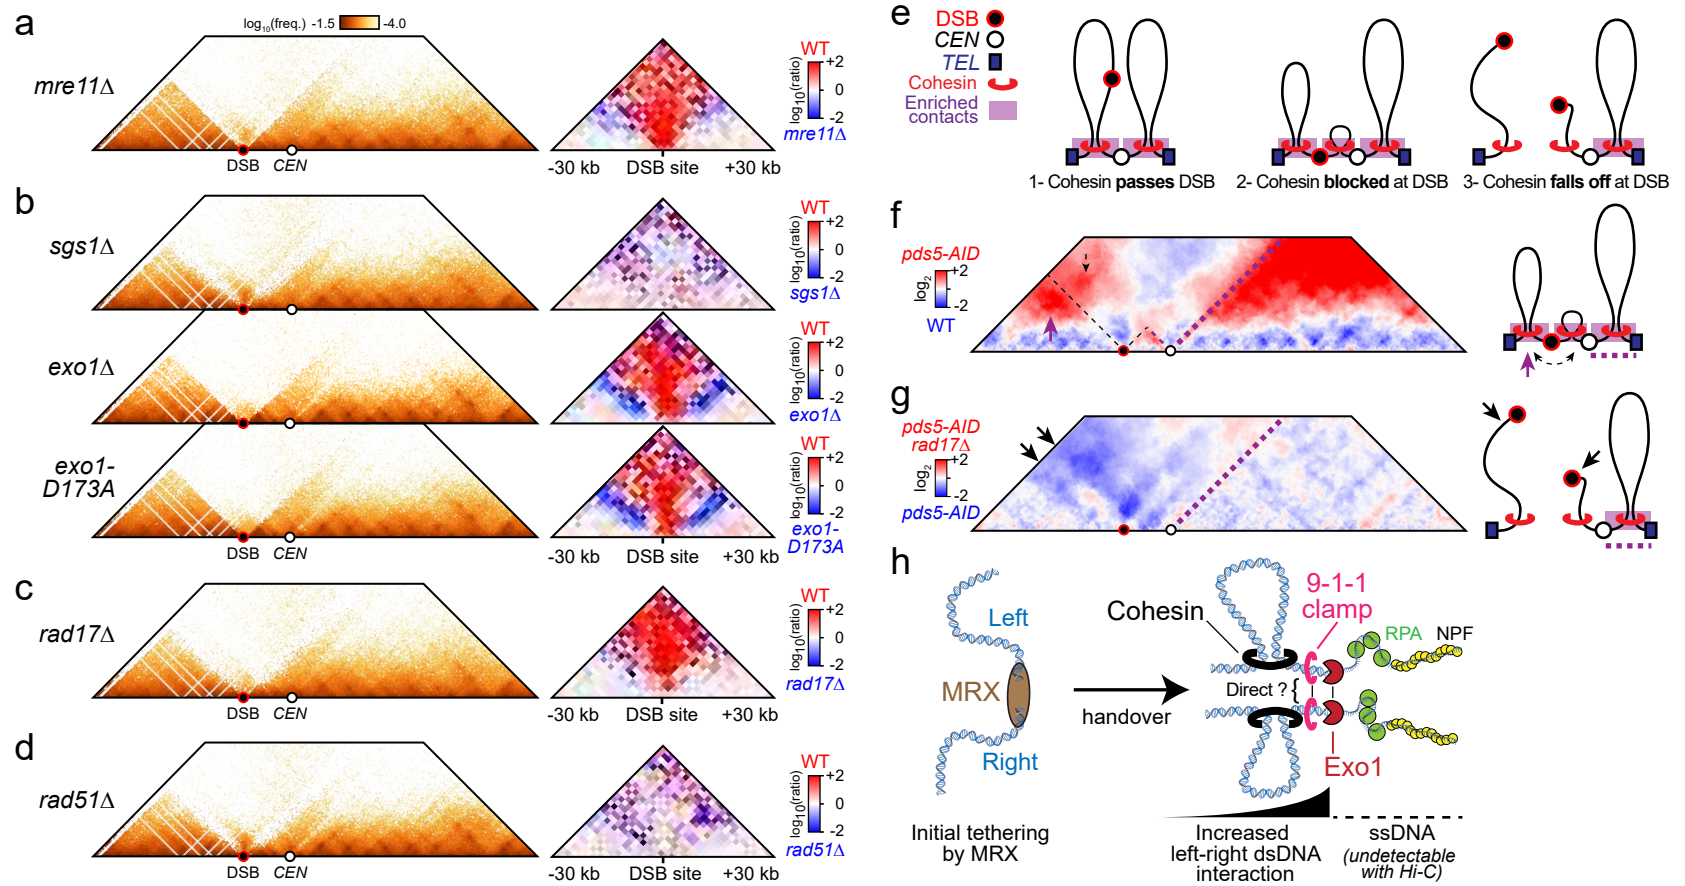 a
log10(freq.) -1.5 -4.0
mre11Δ
DSB CEN
WT
log10(ratio)
+2
0
-2
mre11Δ
-30 kb DSB site +30 kb
b
sgs1Δ
WT
log10(ratio)
+2
0
-2
sgs1Δ
exo1Δ
WT
log10(ratio)
+2
0
-2
exo1Δ
exo1-
D173A
DSB CEN
WT
log10(ratio)
+2
0
-2
exo1-
D173A
-30 kb DSB site +30 kb
c
rad17Δ
DSB CEN
WT
log10(ratio)
+2
0
-2
rad17Δ
-30 kb DSB site +30 kb
d
rad51Δ
DSB CEN
WT
log10(ratio)
+2
0
-2
rad51Δ
-30 kb DSB site +30 kb
e
DSB
CEN
TEL
Cohesin
Enriched
contacts
1- Cohesin passes DSB
2- Cohesin blocked at DSB
3- Cohesin falls off at DSB
f
pds5-AID
log2
+2
-2
WT
g
pds5-AID
rad17Δ
log2
+2
-2
pds5-AID
h
Left
MRX
Right
Initial tethering
by MRX
handover
Cohesin
9-1-1
clamp
RPA NPF
Direct ?
Exo1
Increased
left-right dsDNA
interaction
ssDNA
(undetectable
with Hi-C)